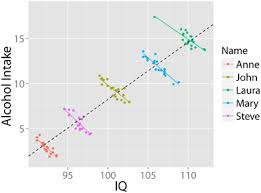 Alcohol Intake
15
10
5
95
100
105
110
IQ
Name
Anne
John
Laura
Mary
Steve